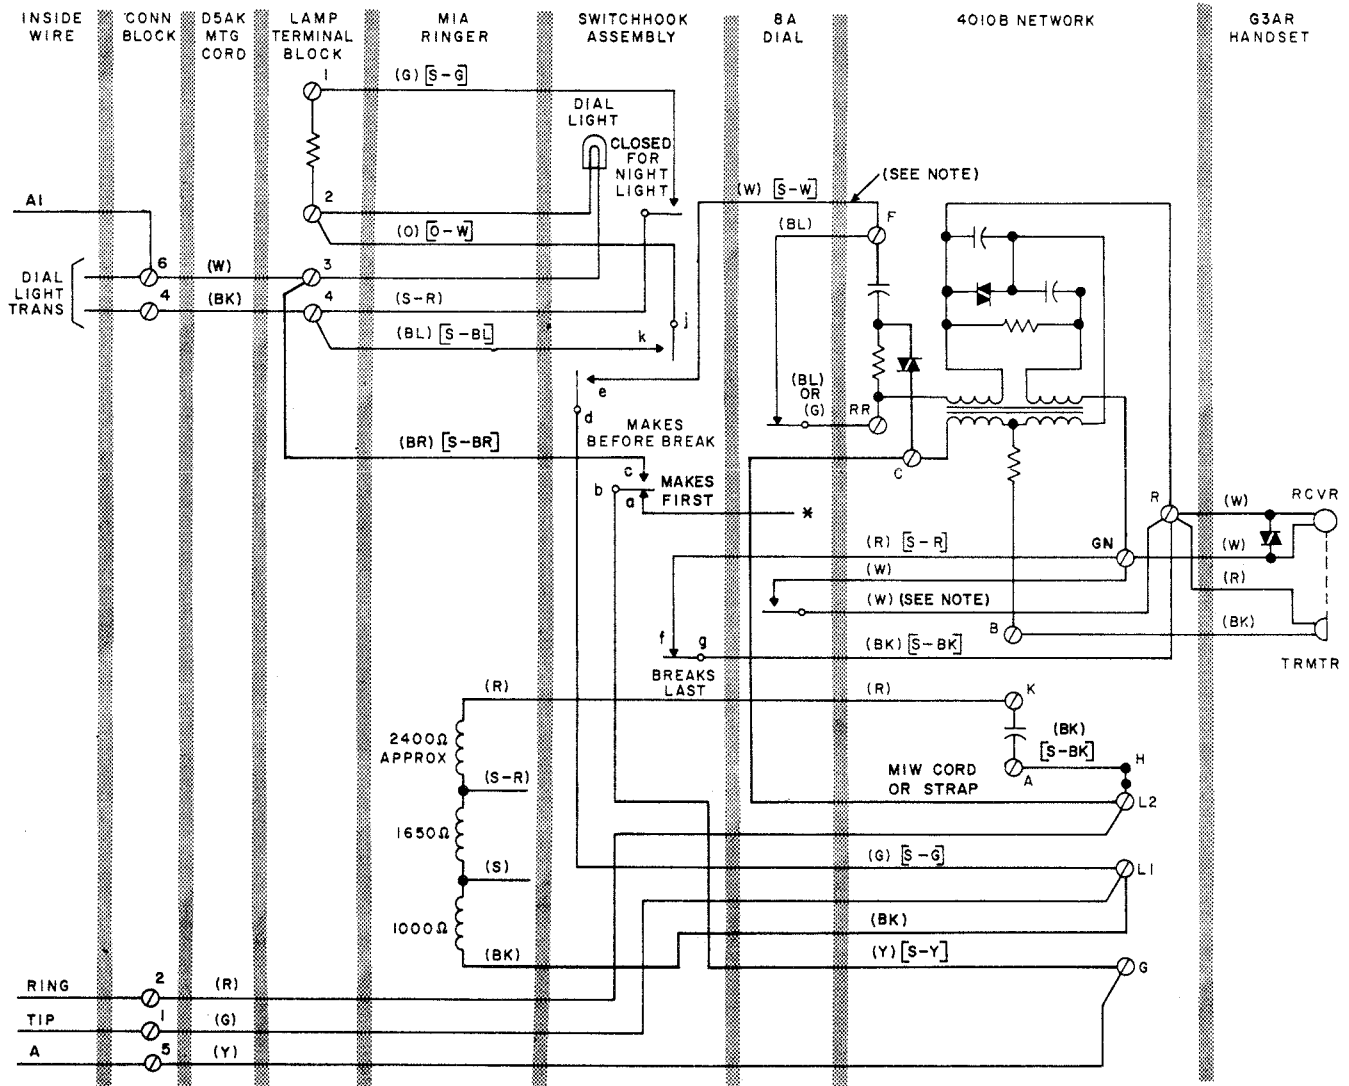 INSIDE
WIRE
CONN
BLOCK
D5AK
MTG
CORD
LAMP
TERMINAL
BLOCK
M1A
RINGER
SWITCHHOOK
ASSEMBLY
8A
DIAL
4010B NETWORK
G3AR
HANDSET
1
(G) [S-G]
DIAL
LIGHT
CLOSED
FOR
NIGHT
LIGHT
(W) [S-W]
(SEE NOTE)
A1
2
(O) [O-W]
(BL)
F
6
(W)
3
DIAL
LIGHT
TRANS
4
(BK)
4
(S-R)
(BL) [S-BL]
j
k
e
d
(BL)
OR
(G)
RR
MAKES
BEFORE BREAK
(BR) [S-BR]
C
c
b
a
MAKES
FIRST
*
R
(W)
RCVR
(R) [S-R]
GN
(W)
(W)
(R)
(W) (SEE NOTE)
B
(BK)
f
g
(BK) [S-BK]
BREAKS
LAST
TRMTR
(R)
(R)
K
2400Ω
APPROX
(BK)
[S-BK]
(S-R)
M1W CORD
OR STRAP
A
H
L2
1650Ω
(S)
(G) [S-G]
L1
1000Ω
(BK)
(BK)
(Y) [S-Y]
G
RING
2
(R)
TIP
1
(G)
A
5
(Y)